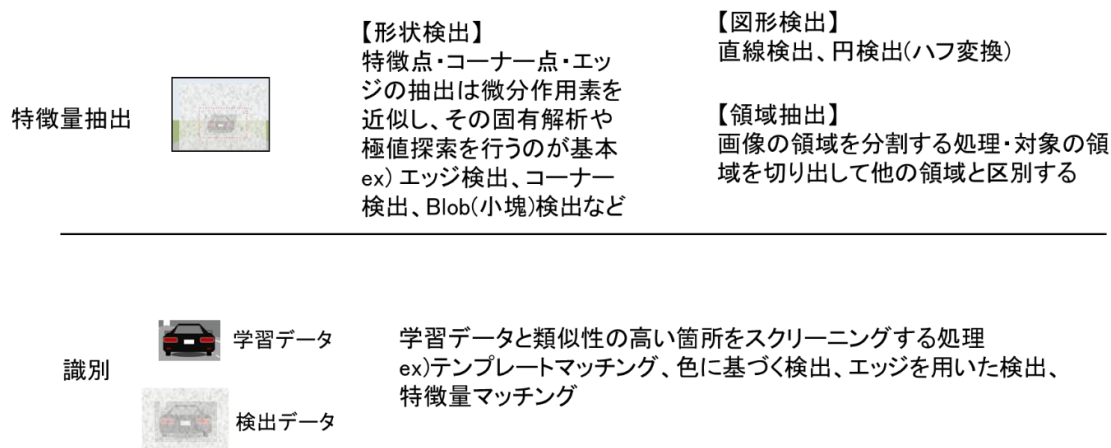 特徴量抽出
【形状検出】
特徴点・コーナー点・エッ
ジの抽出は微分作用素を
近似し、その固有解析や
極値探索を行うのが基本
ex) エッジ検出、コーナー
検出、Blob(小塊)検出など
【図形検出】
直線検出、円検出(ハフ変換)
【領域抽出】
画像の領域を分割する処理・対象の領
域を切り出して他の領域と区別する
識別
学習データ
検出データ
学習データと類似性の高い箇所をスクリーニングする処理
ex)テンプレートマッチング、色に基づく検出、エッジを用いた検出、
特徴量マッチング